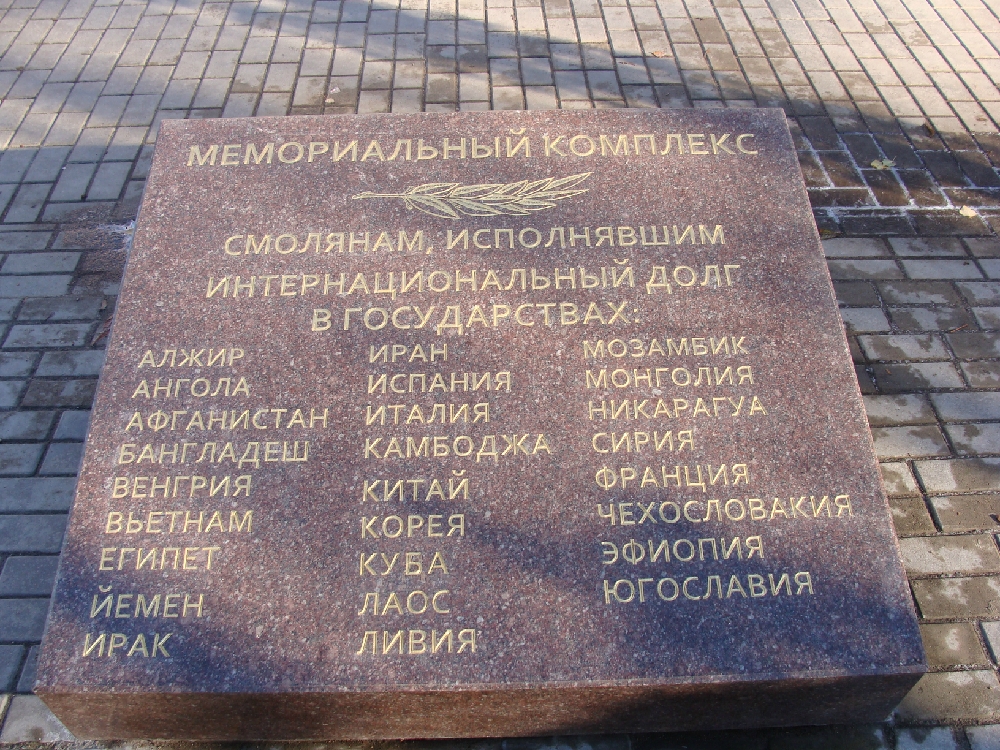 МЕМОРИАЛЬНЫЙ КОМПЛЕКС
СМОЛЯНАМ, ИСПОЛНЯВШИМ
ИНТЕРНАЦИОНАЛЬНЫЙ ДОЛГ
В ГОСУДАРСТВАХ:
АЛЖИР
АНГОЛА
АФГАНИСТАН
БАНГЛАДЕШ
ВЕНГРИЯ
ВЬЕТНАМ
ЕГИПЕТ
ЙЕМЕН
ИРАК
ИРАН
ИСПАНИЯ
ИТАЛИЯ
КАМБОДЖА
КИТАЙ
КОРЕЯ
КУБА
ЛАОС
ЛИВИЯ
МОЗАМБИК
МОНГОЛИЯ
НИКАРАГУА
СИРИЯ
ФРАНЦИЯ
ЧЕХОСЛОВАКИЯ
ЭФИОПИЯ
ЮГОСЛАВИЯ